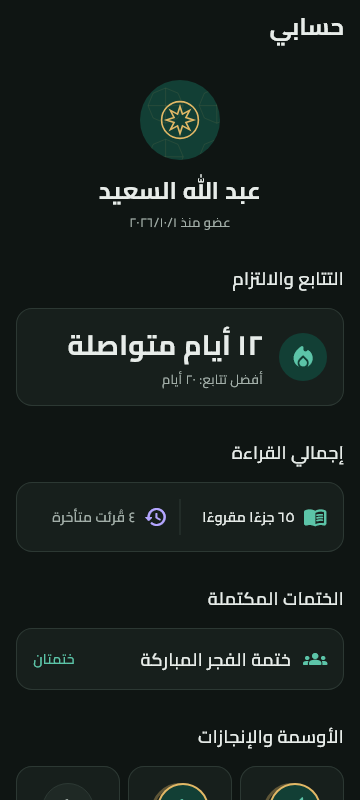 حسابي
عبد الله السعيد
عضو منذ ٢٠٢٦/١٠/١
التتابع والالتزام
١٢ أيام متواصلة
أفضل تتابع: ٢٠ أيام
إجمالي القراءة
٦٥ جزءًا مقروءًا
٤ قُرئت متأخرة
الختمات المكتملة
ختمة الفجر المباركة
ختمتان
الأوسمة والإنجازات